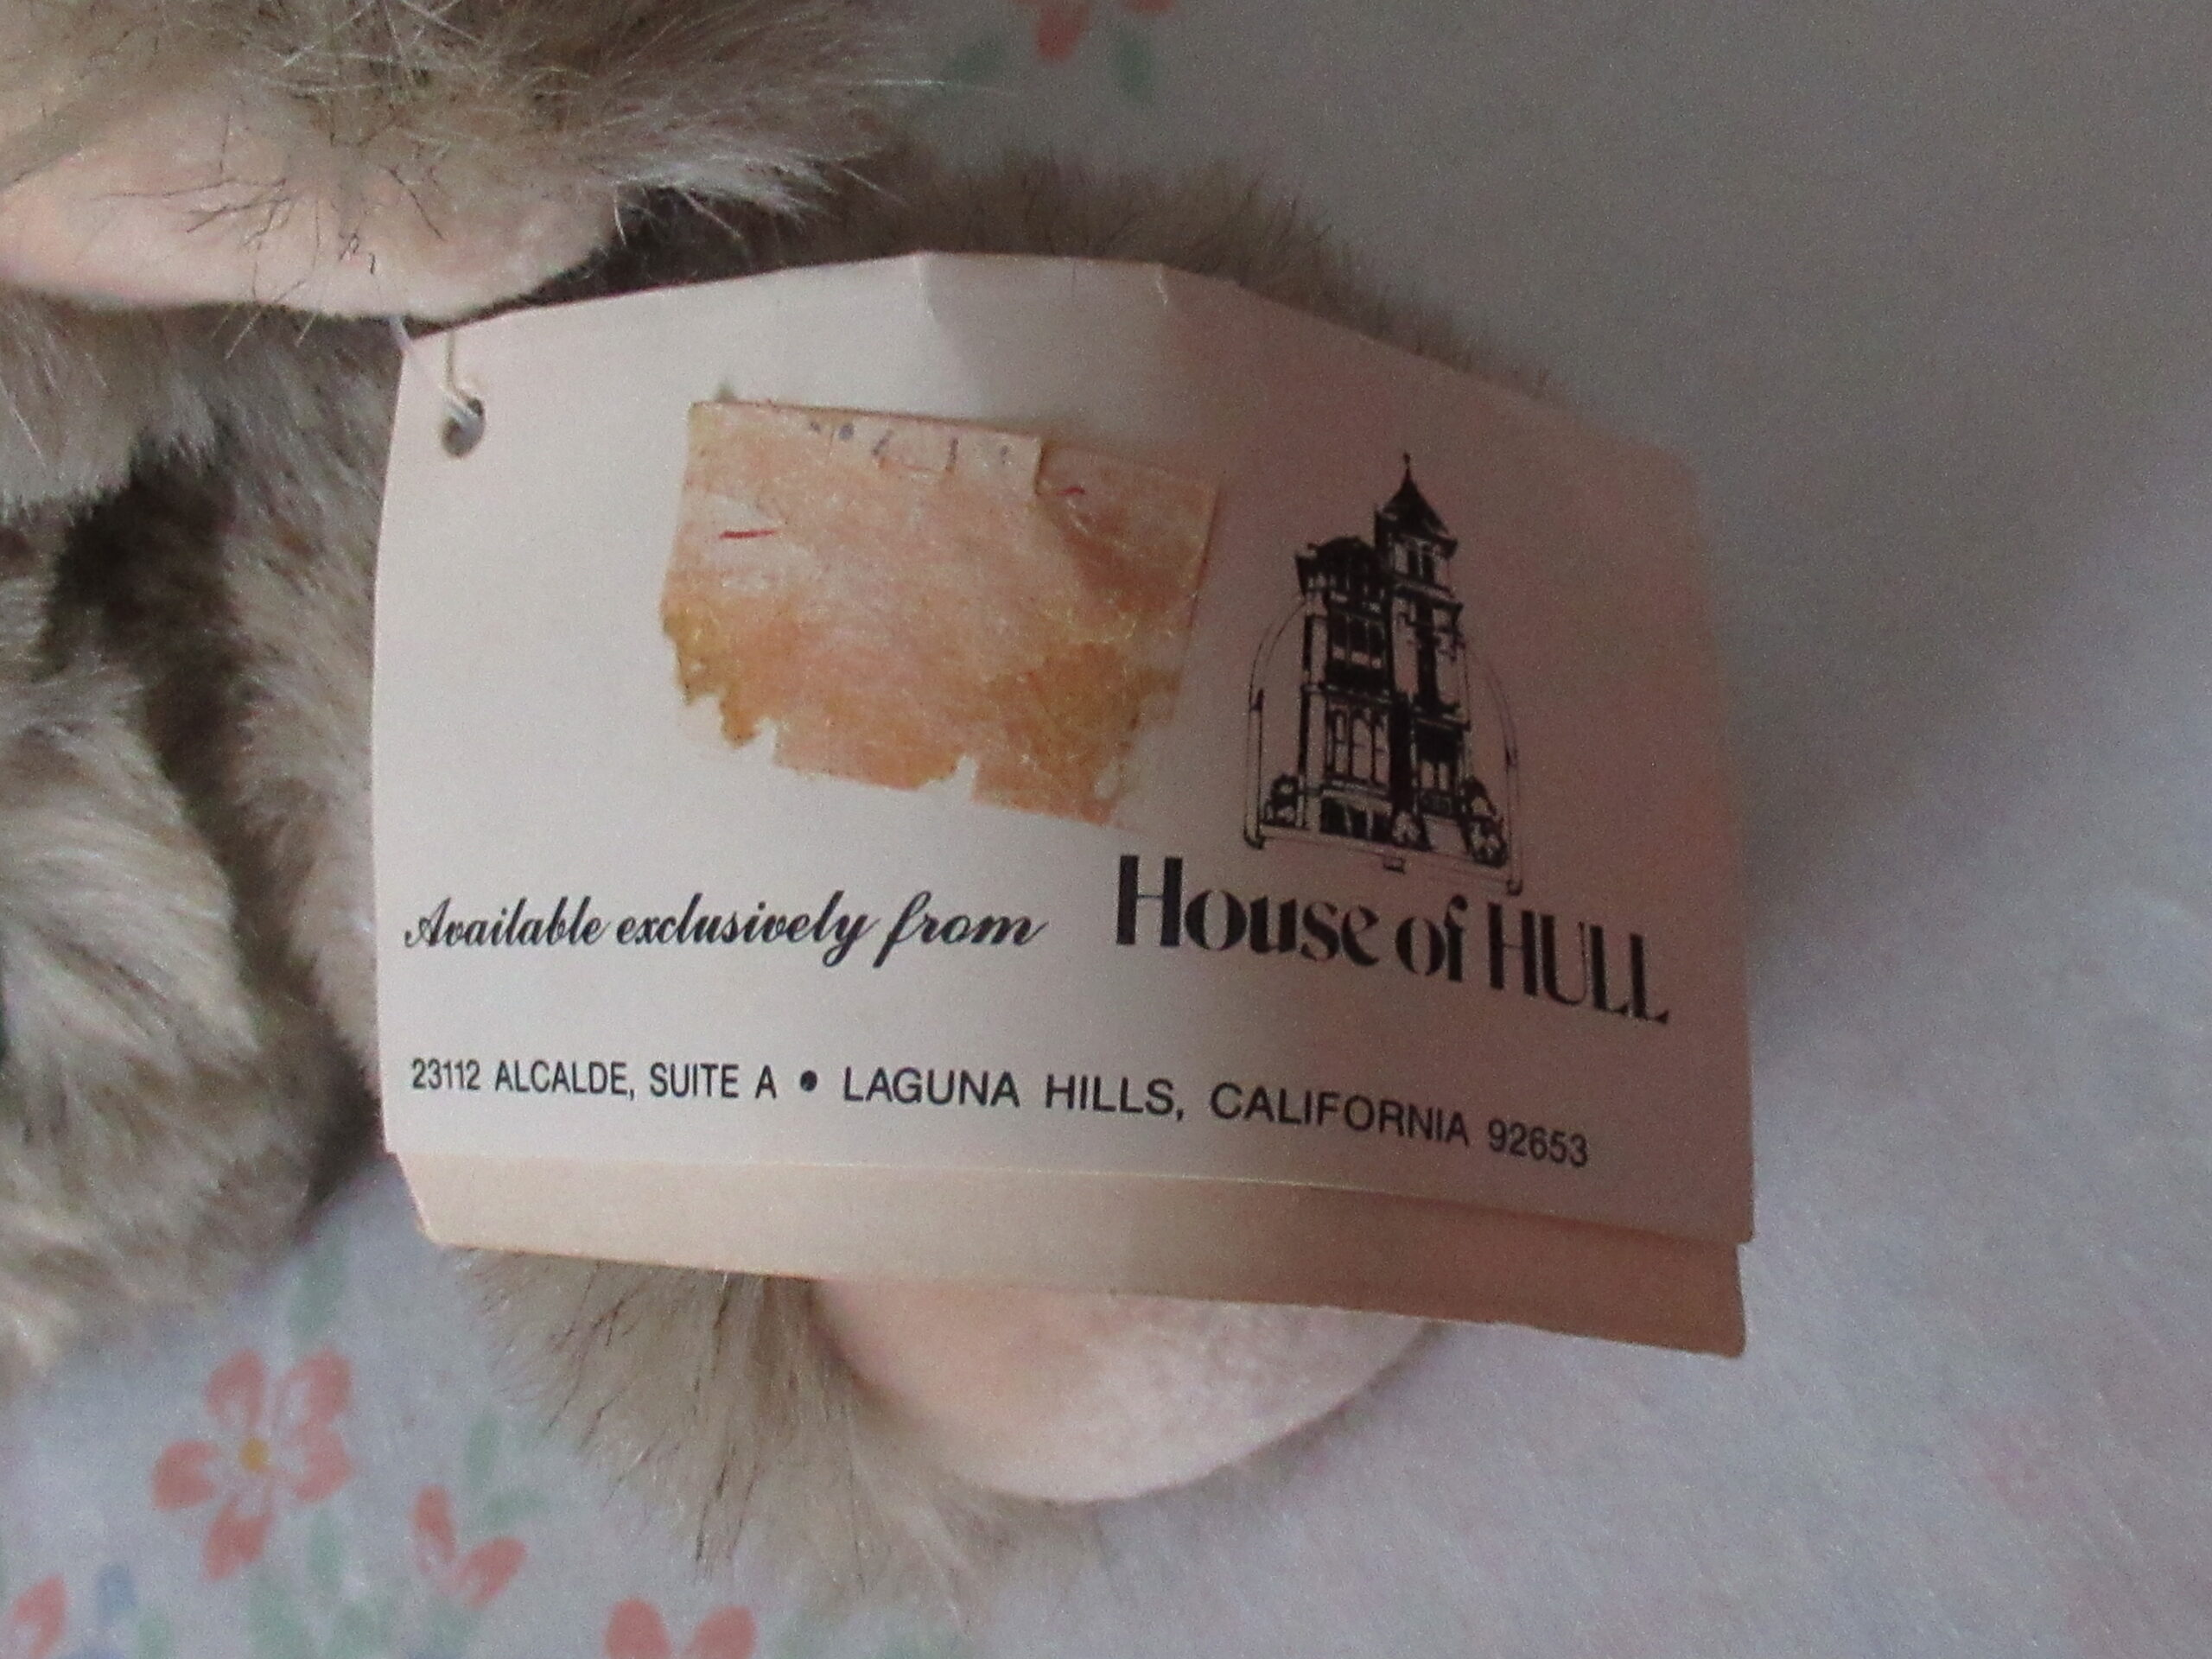 Available exclusively from House of HULL
23112 ALCALDE, SUITE A • LAGUNA HILLS, CALIFORNIA 92653